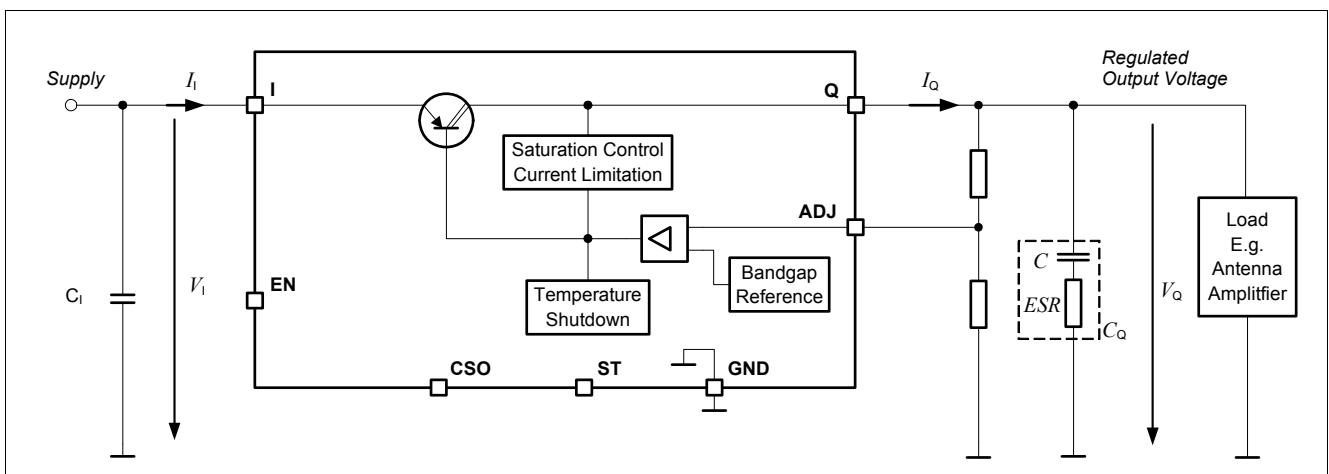 Supply
I_I
I
Q
I_Q
Regulated
Output Voltage
Saturation Control
Current Limitation
ADJ
Bandgap
Reference
Temperature
Shutdown
EN
C_I
V_I
CSO
ST
GND
C
ESR
C_Q
V_Q
Load
E.g.
Antenna
Amplitfier